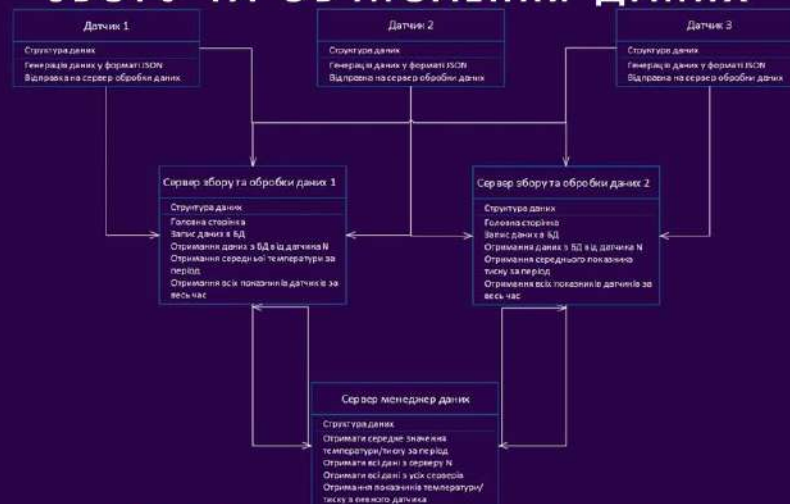 Датчик 1
Структура даних
Генерація даних у форматі JSON
Відправка на сервер обробки даних
Датчик 2
Структура даних
Генерація даних у форматі JSON
Відправка на сервер обробки даних
Датчик 3
Структура даних
Генерація даних у форматі JSON
Відправка на сервер обробки даних
Сервер збору та обробки даних 1
Структура даних
Головна сторінка
Запис даних в БД
Отримання даних з БД від датчика N
Отримання середньої температури за
період
Отримання всіх показників датчиків за
весь час
Сервер збору та обробки даних 2
Структура даних
Головна сторінка
Запис даних в БД
Отримання даних з БД від датчика N
Отримання середнього показника
тиску за період
Отримання всіх показників датчиків за
весь час
Сервер менеджер даних
Структура даних
Отримати середнє значення
температури/тиску за період
Отримати всі дані з серверу N
Отримати всі дані з усіх серверів
Отримання показників температури/
тиску з певного датчика